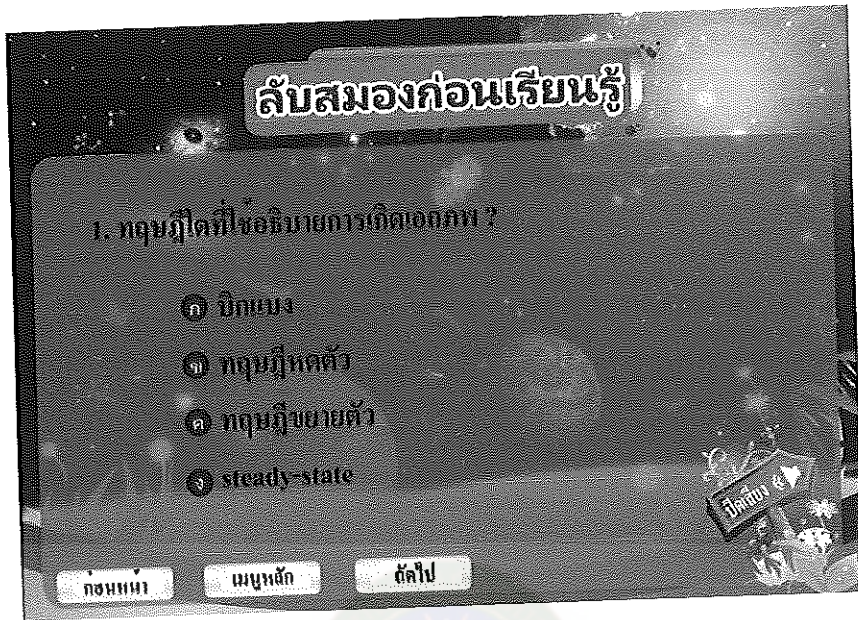 ลับสมองก่อนเรียนรู้
1. ทฤษฎีใดที่ใช้อธิบายการเกิดเอกภพ ?
ก บิกแบง
ข ทฤษฎีหดตัว
ค ทฤษฎีขยายตัว
ง steady-state
ปิดเสียง
ก่อนหน้า
เมนูหลัก
ถัดไป